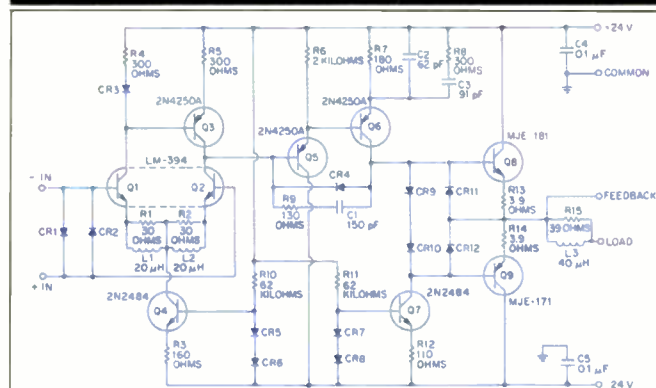 +24 V
R4
300
OHMS
R5
300
OHMS
R6
2 KILOHMS
R7
180
OHMS
C2
62 pF
R8
300
OHMS
C3
91 pF
C4
01 µF
COMMON
CR3
2N4250A
Q3
2N4250A
Q6
2N4250A
Q5
MJE-181
Q8
LM-394
- IN
Q1
Q2
CR4
R9
130
OHMS
C1
150 pF
CR9
CR11
R13
3.9
OHMS
FEEDBACK
R15
39 OHMS
LOAD
L3
40 µH
CR1
CR2
R1
30
OHMS
R2
30
OHMS
L1
20 µH
L2
20 µH
+ IN
CR10
CR12
R14
3.9
OHMS
Q9
MJE-171
2N2484
Q4
R10
62
KILOHMS
R11
62
KILOHMS
2N2484
Q7
R3
160
OHMS
CR5
CR6
CR7
CR8
R12
110
OHMS
C5
01 µF
-24 V